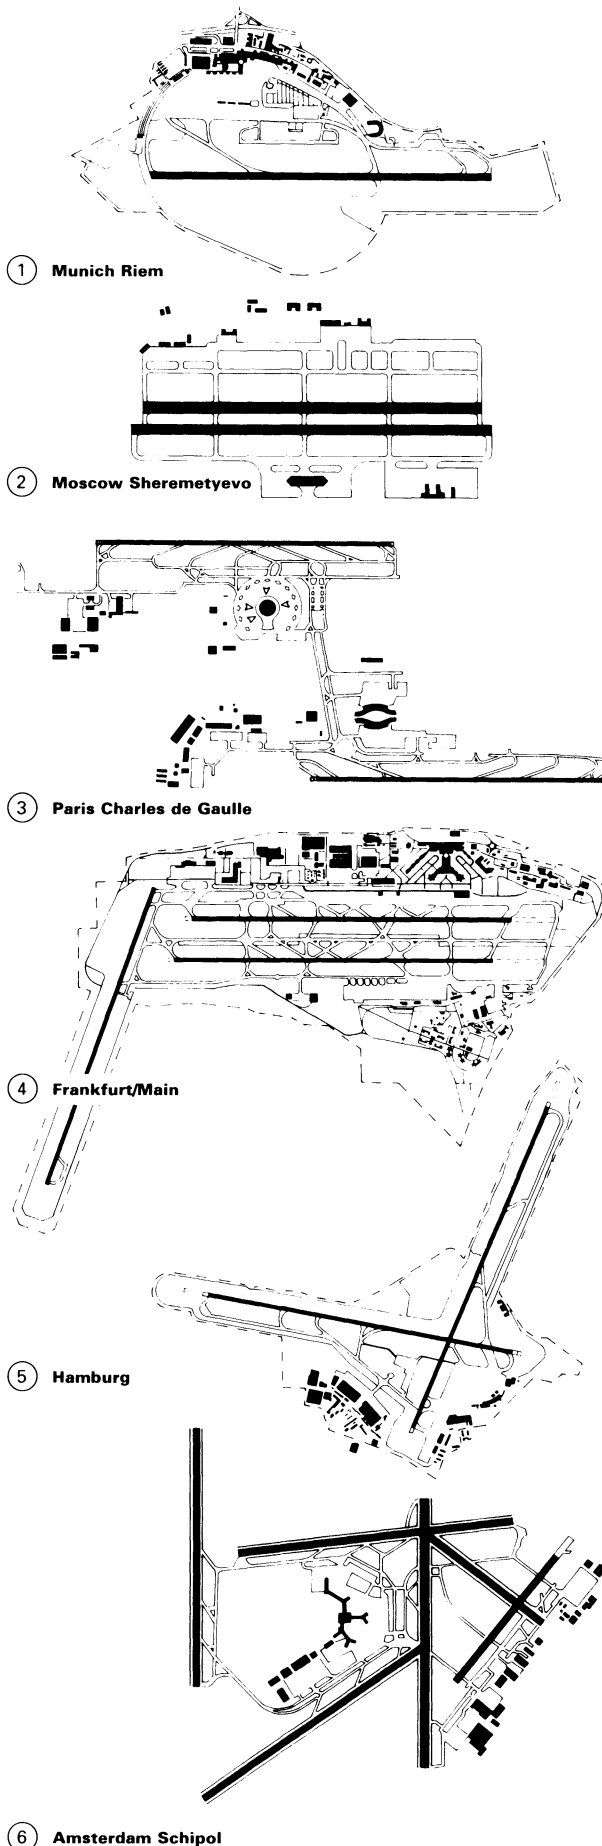 1 Munich Riem
2 Moscow Sheremetyevo
3 Paris Charles de Gaulle
4 Frankfurt/Main
5 Hamburg
6 Amsterdam Schipol